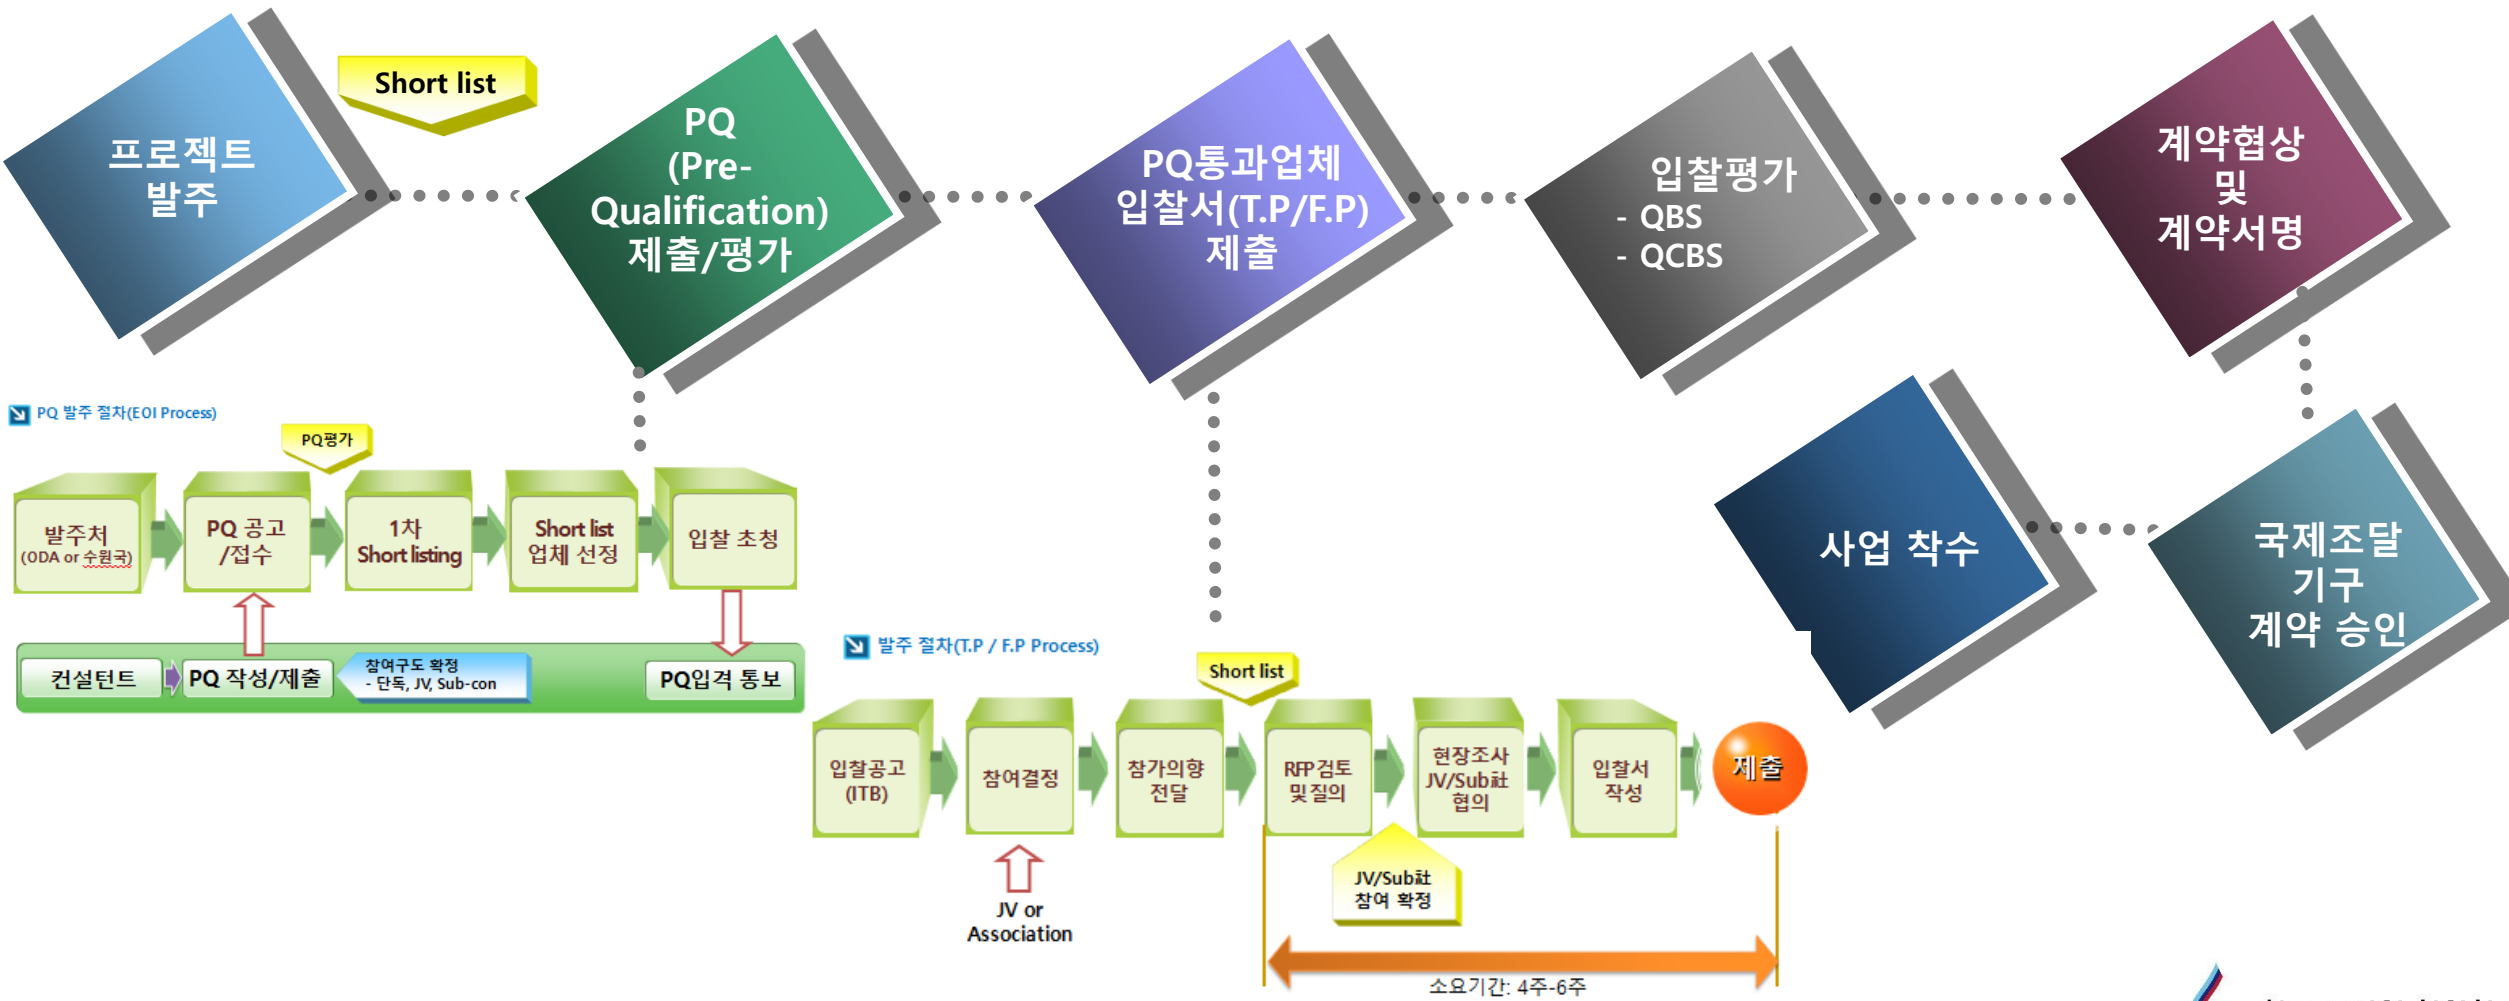 프로젝트
발주
Short list
PQ
(Pre-
Qualification)
제출/평가
PQ통과업체
입찰서(T.P/F.P)
제출
입찰평가
- QBS
- QCBS
계약협상
및
계약서명
국제조달
기구
계약 승인
사업 착수
PQ 발주 절차(EOI Process)
PQ평가
발주처
(ODA or 수원국)
PQ 공고
/접수
1차
Short listing
Short list
업체 선정
입찰 초청
컨설턴트
PQ 작성/제출
참여구도 확정
- 단독, JV, Sub-con
PQ입격 통보
발주 절차(T.P / F.P Process)
Short list
입찰공고
(ITB)
참여결정
참가의향
전달
RFP검토
및질의
현장조사
JV/Sub社
협의
입찰서
작성
제출
JV or
Association
JV/Sub社
참여 확정
소요기간: 4주-6주